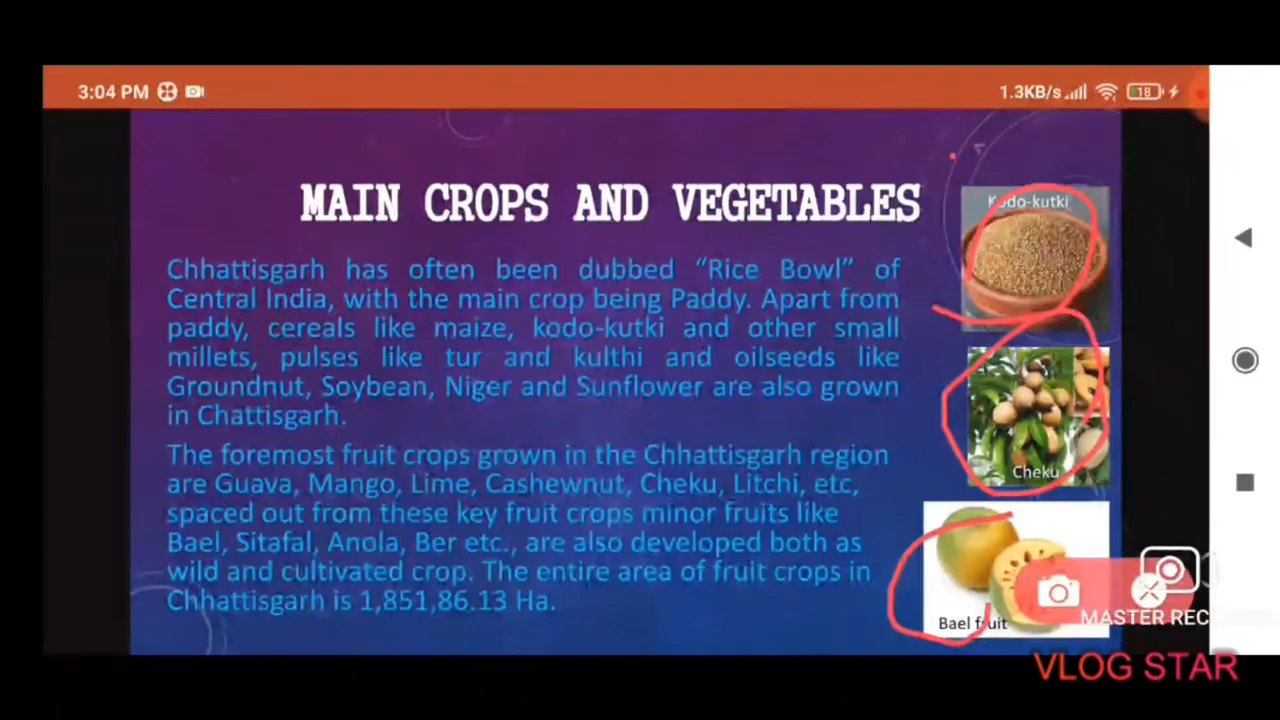 3:04 PM
1.3KB/s
18
MAIN CROPS AND VEGETABLES
Kodo-kutki
Chhattisgarh has often been dubbed “Rice Bowl” of
Central India, with the main crop being Paddy. Apart from
paddy, cereals like maize, kodo-kutki and other small
millets, pulses like tur and kulthi and oilseeds like
Groundnut, Soybean, Niger and Sunflower are also grown
in Chattisgarh.
Cheku
The foremost fruit crops grown in the Chhattisgarh region
are Guava, Mango, Lime, Cashewnut, Cheku, Litchi, etc,
spaced out from these key fruit crops minor fruits like
Bael, Sitafal, Anola, Ber etc., are also developed both as
wild and cultivated crop. The entire area of fruit crops in
Chhattisgarh is 1,851,86.13 Ha.
Bael fruit
MASTER REC
VLOG STAR